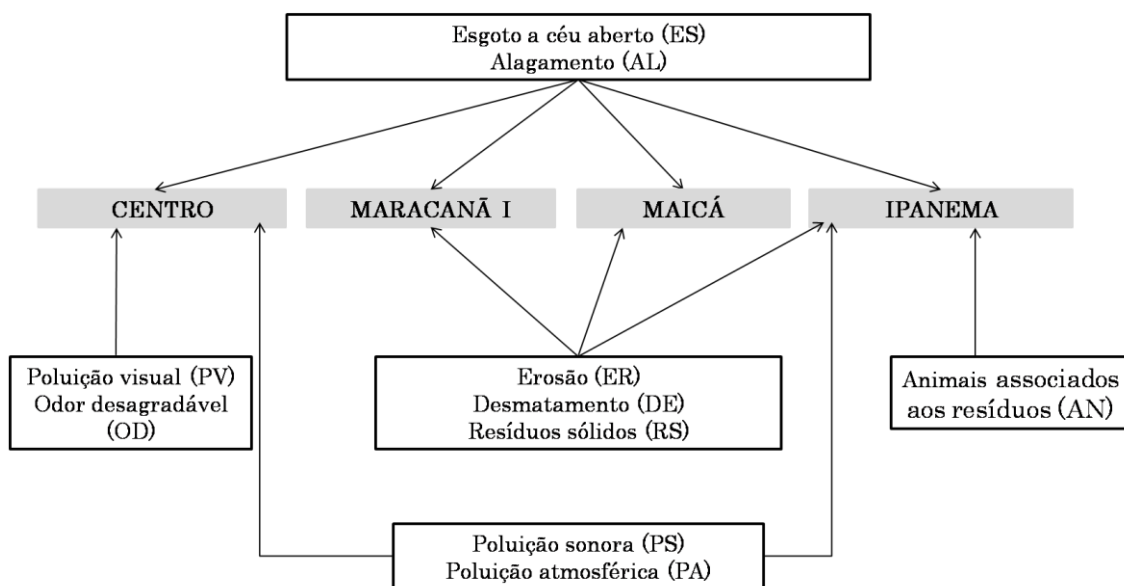 Esgoto a céu aberto (ES)
Alagamento (AL)
CENTRO
MARACANÃ I
MAICÁ
IPANEMA
Poluição visual (PV)
Odor desagradável
(OD)
Erosão (ER)
Desmatamento (DE)
Resíduos sólidos (RS)
Animais associados
aos resíduos (AN)
Poluição sonora (PS)
Poluição atmosférica (PA)